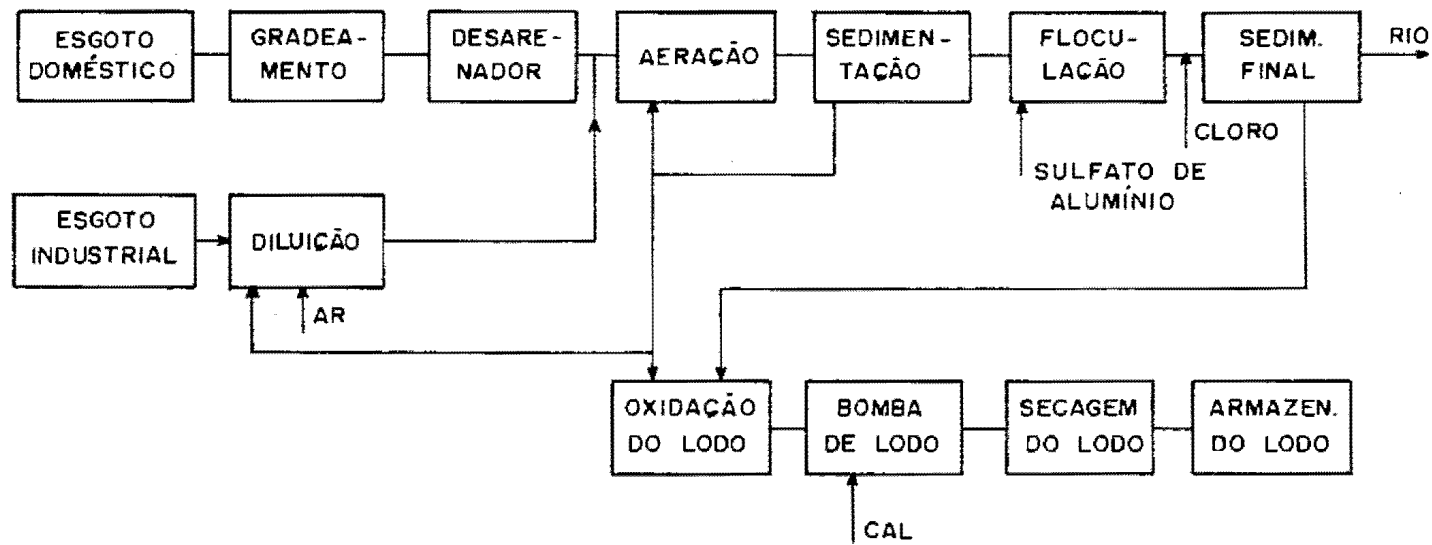 ESGOTO
DOMÉSTICO
GRADEA-
MENTO
DESARE-
NADOR
AERAÇÃO
SEDIMEN-
TAÇÃO
FLOCU-
LAÇÃO
SEDIM.
FINAL
RIO
CLORO
SULFATO DE
ALUMÍNIO
ESGOTO
INDUSTRIAL
DILUIÇÃO
AR
OXIDAÇÃO
DO LODO
BOMBA
DE LODO
SECAGEM
DO LODO
ARMAZEN.
DO LODO
CAL